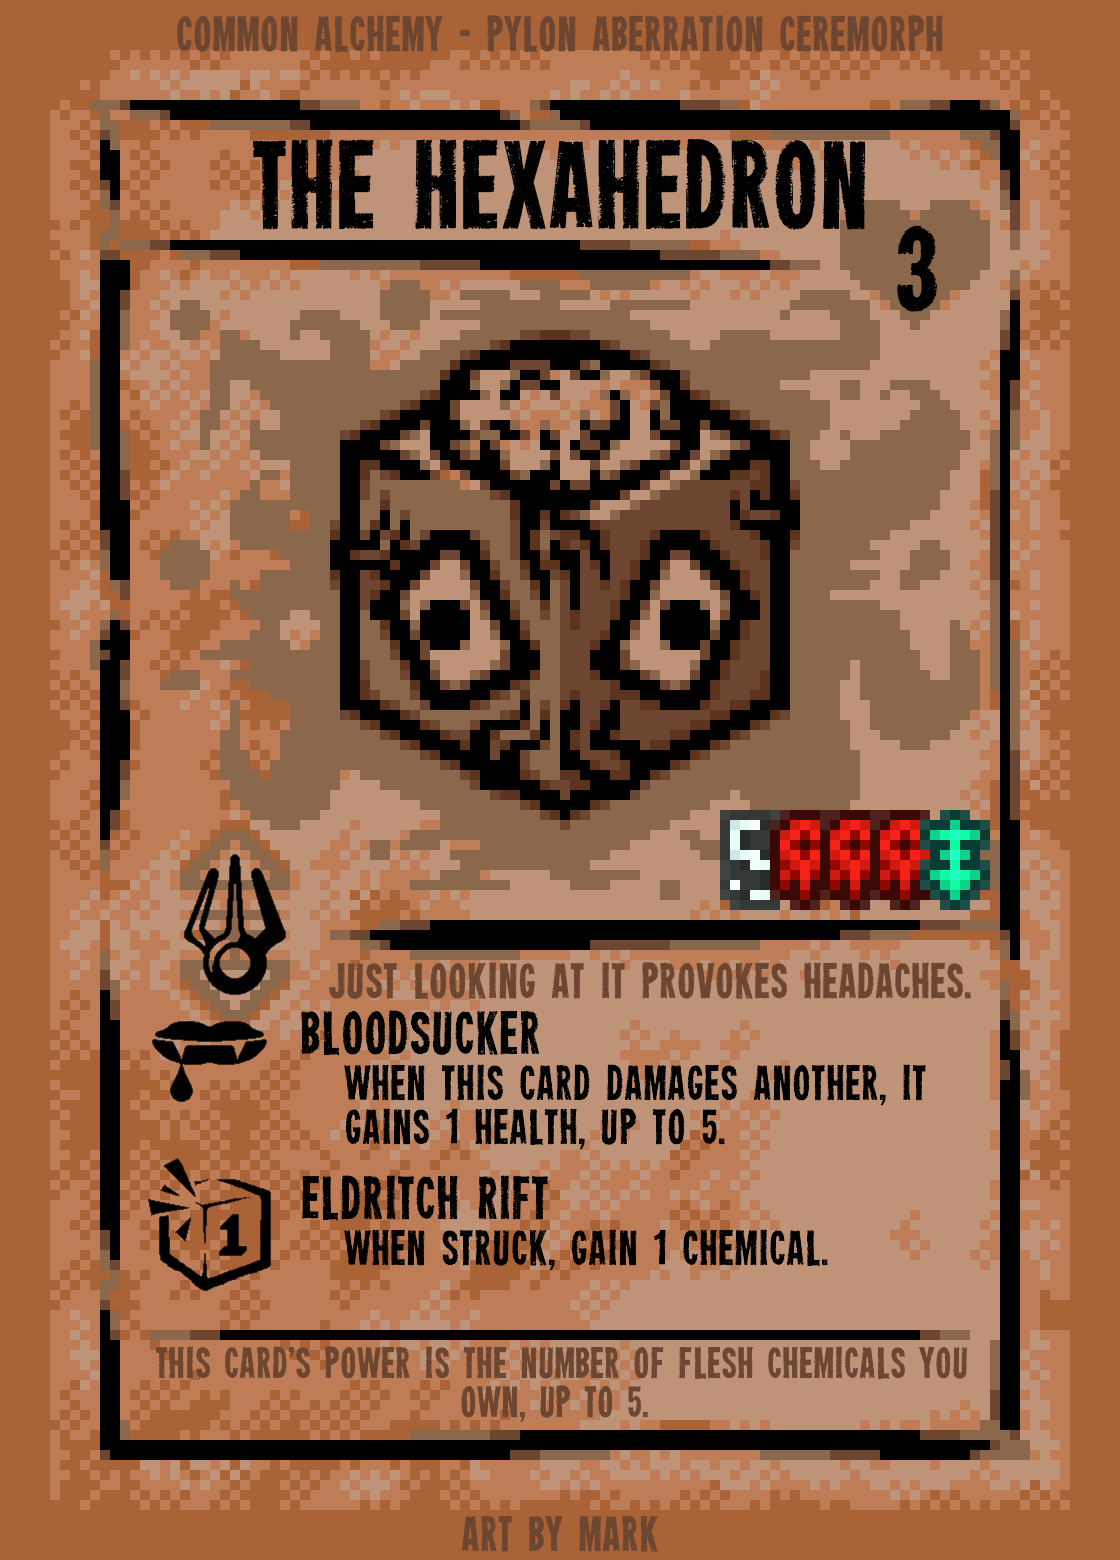 COMMON ALCHEMY - PYLON ABERRATION CEREMORPH
THE HEXAHEDRON
3
JUST LOOKING AT IT PROVOKES HEADACHES.
BLOODSUCKER
WHEN THIS CARD DAMAGES ANOTHER, IT
GAINS 1 HEALTH, UP TO 5.
ELDRITCH RIFT
1
WHEN STRUCK, GAIN 1 CHEMICAL.
THIS CARD'S POWER IS THE NUMBER OF FLESH CHEMICALS YOU
OWN, UP TO 5.
ART BY MARK